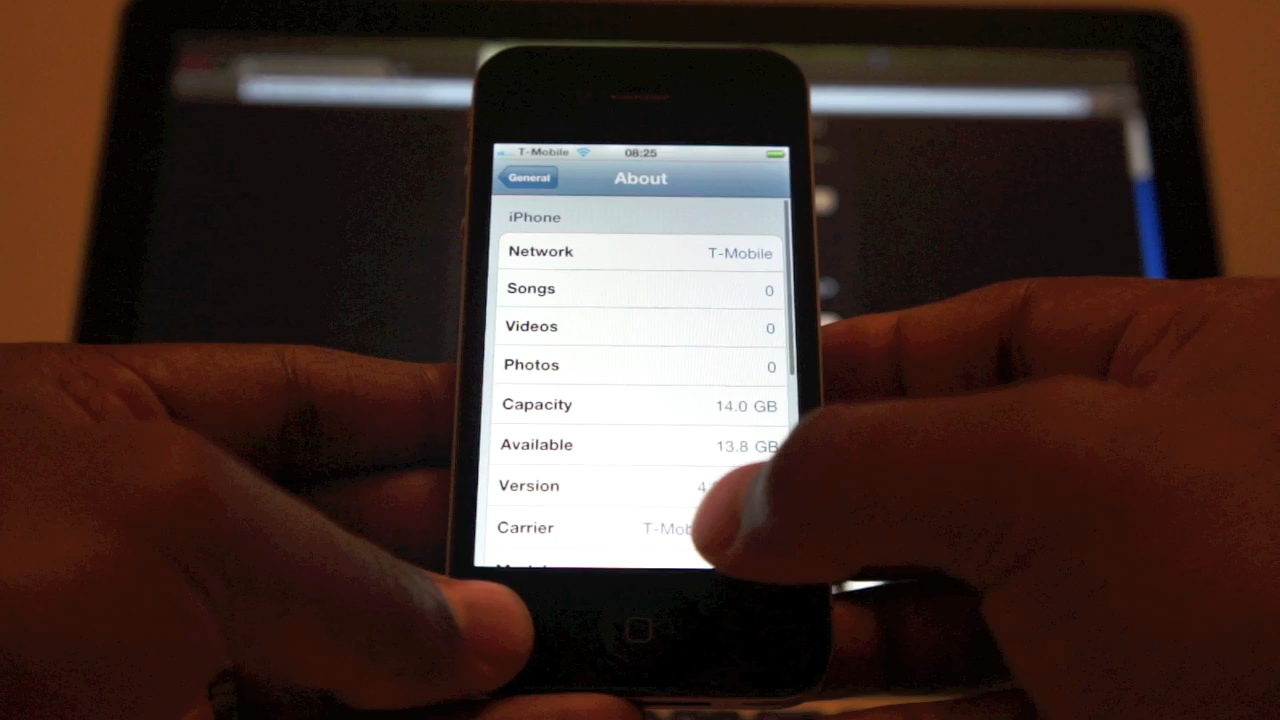 T-Mobile 08:25
General About
iPhone
Network T-Mobile
Songs 0
Videos 0
Photos 0
Capacity 14.0 GB
Available 13.8 GB
Version 4
Carrier